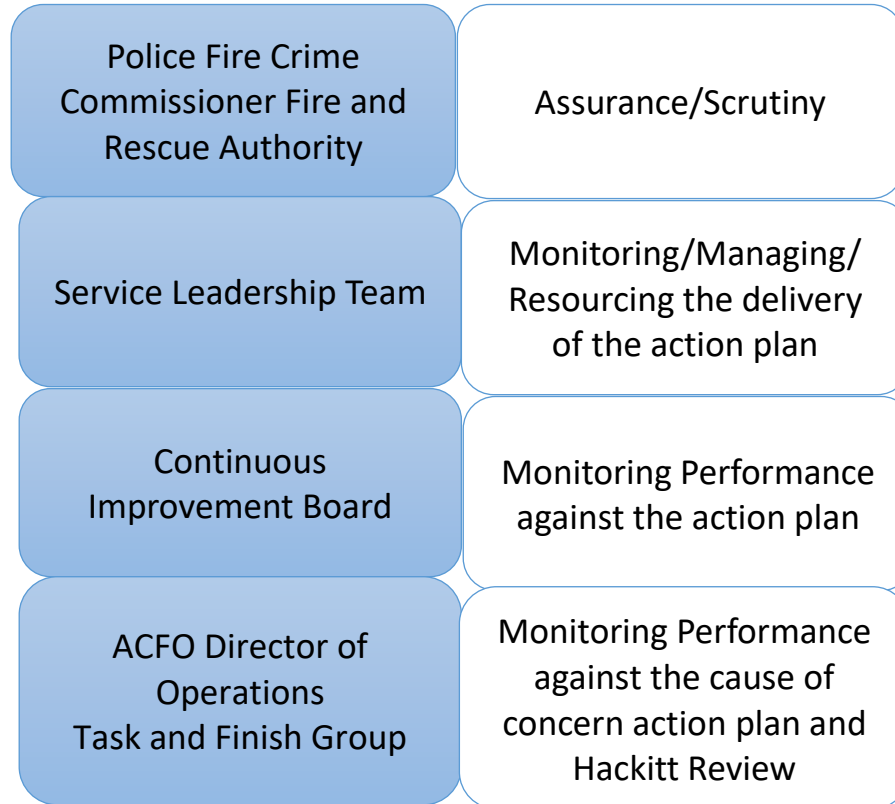 Police Fire Crime
Commissioner Fire and
Rescue Authority
Assurance/Scrutiny
Service Leadership Team
Monitoring/Managing/
Resourcing the delivery
of the action plan
Continuous
Improvement Board
Monitoring Performance
against the action plan
ACFO Director of
Operations
Task and Finish Group
Monitoring Performance
against the cause of
concern action plan and
Hackitt Review